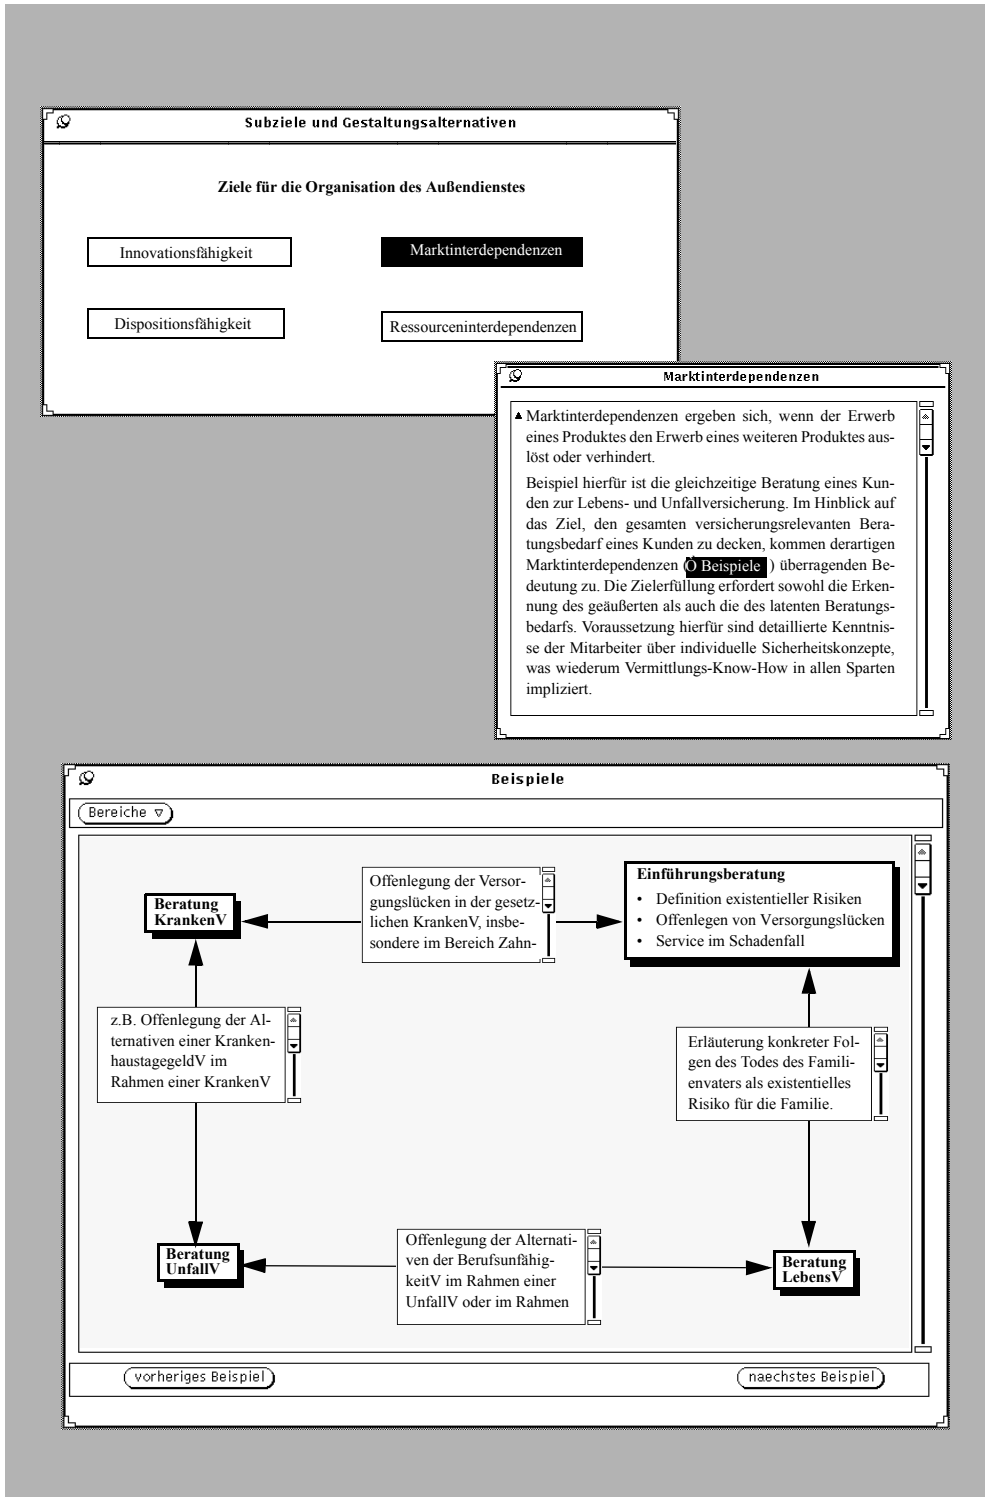 Subziele und Gestaltungsalternativen
Ziele für die Organisation des Außendienstes
Innovationsfähigkeit
Marktinterdependenzen
Dispositionsfähigkeit
Ressourceninterdependenzen
Marktinterdependenzen
Marktinterdependenzen ergeben sich, wenn der Erwerb
eines Produktes den Erwerb eines weiteren Produktes aus-
löst oder verhindert.
Beispiel hierfür ist die gleichzeitige Beratung eines Kun-
den zur Lebens- und Unfallversicherung. Im Hinblick auf
das Ziel, den gesamten versicherungsrelevanten Bera-
tungsbedarf eines Kunden zu decken, kommen derartigen
Marktinterdependenzen (Ò Beispiele ) überragenden Be-
deutung zu. Die Zielerfüllung erfordert sowohl die Erken-
nung des geäußerten als auch die des latenten Beratungs-
bedarfs. Voraussetzung hierfür sind detaillierte Kenntnis-
se der Mitarbeiter über individuelle Sicherheitskonzepte,
was wiederum Vermittlungs-Know-How in allen Sparten
impliziert.
Beispiele
Bereiche
Beratung
KrankenV
Offenlegung der Versor-
gungslücken in der gesetz-
lichen KrankenV, insbe-
sondere im Bereich Zahn-
Einführungsberatung
• Definition existentieller Risiken
• Offenlegen von Versorgungslücken
• Service im Schadenfall
z.B. Offenlegung der Al-
ternativen einer Kranken-
haustagegeldV im
Rahmen einer KrankenV
Erläuterung konkreter Fol-
gen des Todes des Famili-
envaters als existentielles
Risiko für die Familie.
Beratung
UnfallV
Offenlegung der Alternati-
ven der Berufsunfähig-
keitV im Rahmen einer
UnfallV oder im Rahmen
Beratung
LebensV
vorheriges Beispiel
naechstes Beispiel